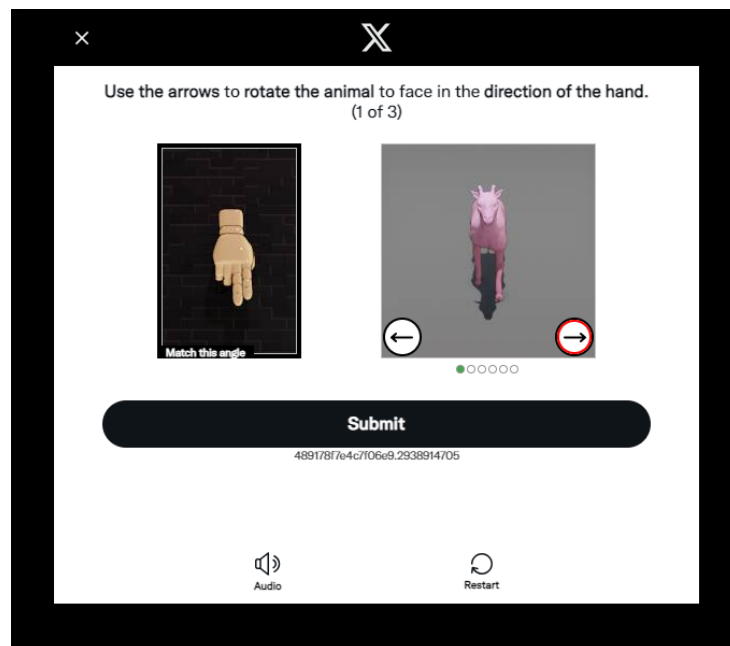 Use the arrows to rotate the animal to face in the direction of the hand.
(1 of 3)
Match this angle
Submit
489178f7e4c7f06e9.2938914705
Audio
Restart